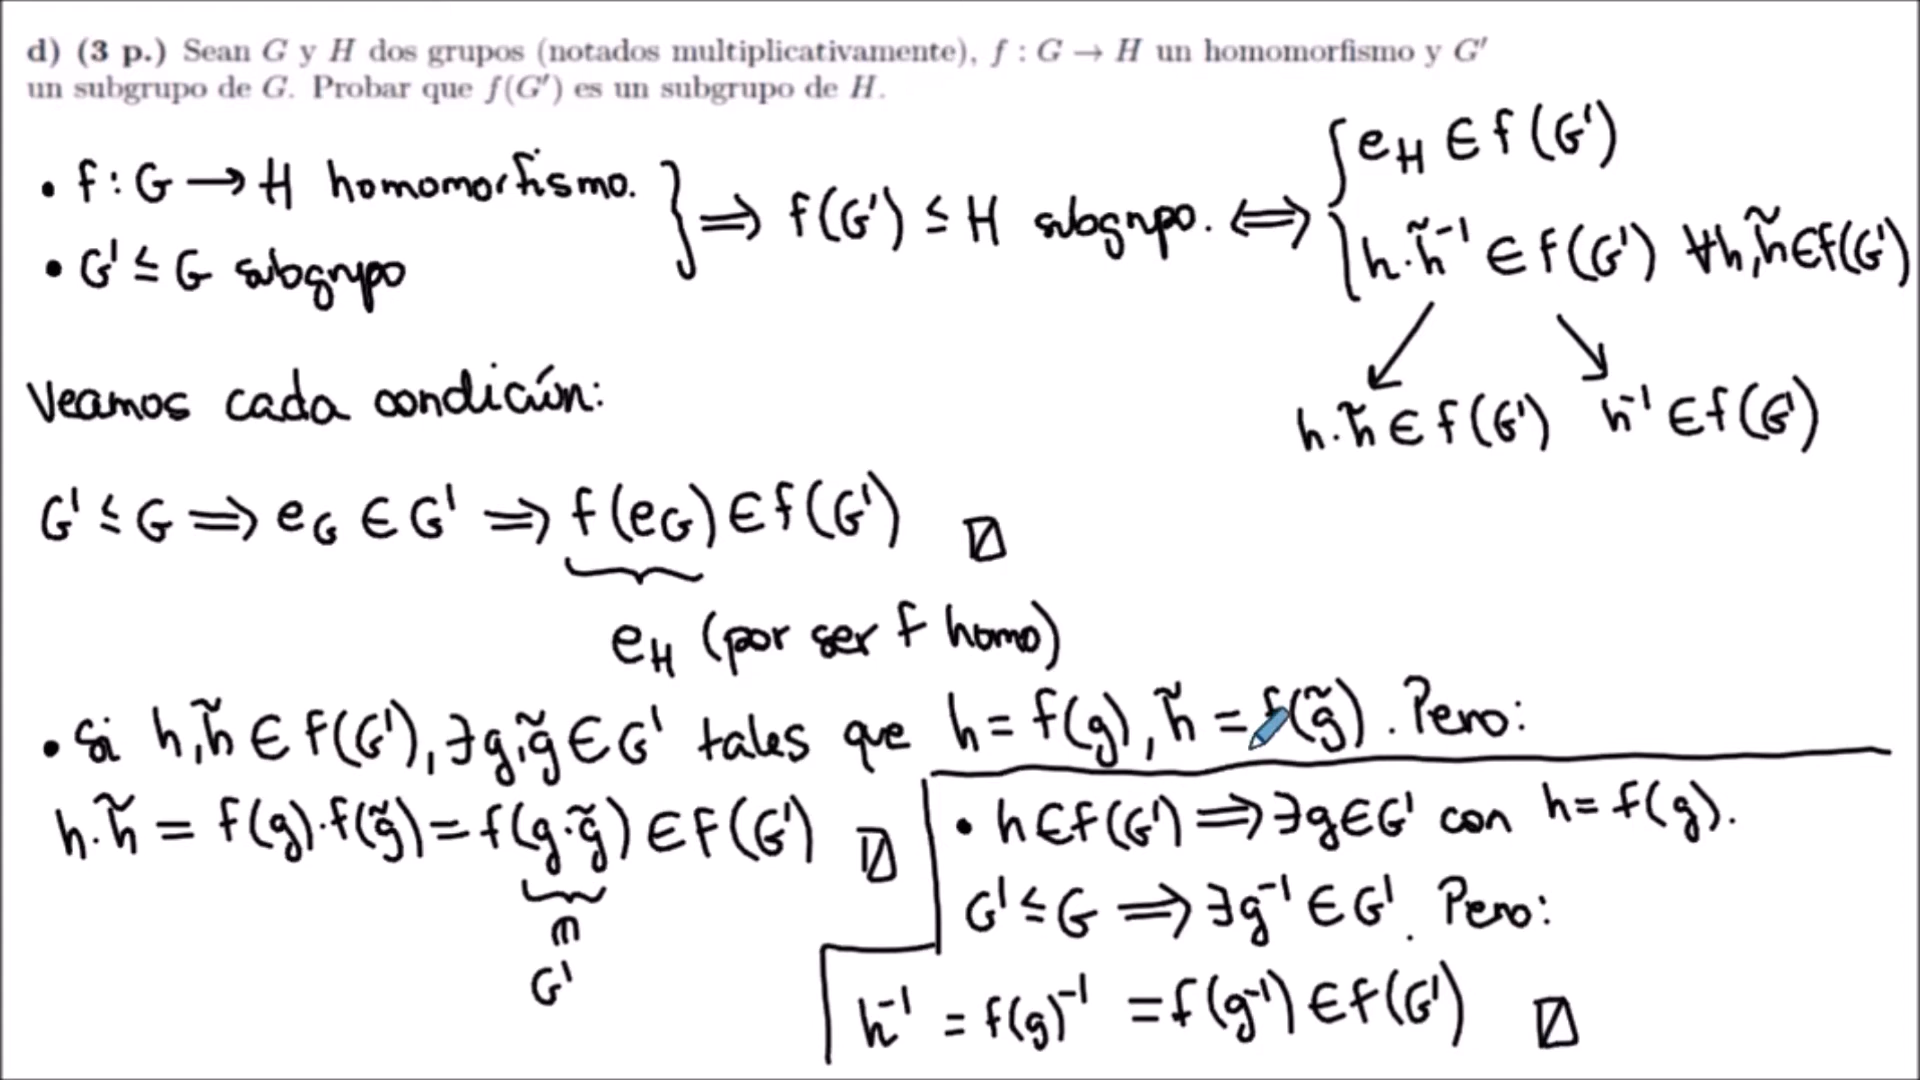 d) (3 p.) Sean G y H dos grupos (notados multiplicativamente), f : G → H un homomorfismo y G′
un subgrupo de G. Probar que f(G′) es un subgrupo de H.
• f: G → H homomorfismo.
• G' ≤ G subgrupo
} ⟹ f(G') ≤ H subgrupo. ⟺
{ e_H ∈ f(G')
h·h̃⁻¹ ∈ f(G') ∀h,h̃ ∈ f(G')
↙ ↘
h·h̃ ∈ f(G') h⁻¹ ∈ f(G')
Veamos cada condición:
G' ≤ G ⟹ e_G ∈ G' ⟹ f(e_G) ∈ f(G') ☐
e_H (por ser f homo)
• Si h,h̃ ∈ f(G'), ∃g,g̃ ∈ G' tales que h = f(g), h̃ = f(g̃). Pero:
h·h̃ = f(g)·f(g̃) = f(g·g̃) ∈ f(G') ☐
∈
G'
• h ∈ f(G') ⟹ ∃g ∈ G' con h = f(g).
G' ≤ G ⟹ ∃g⁻¹ ∈ G'. Pero:
h⁻¹ = f(g)⁻¹ = f(g⁻¹) ∈ f(G') ☐